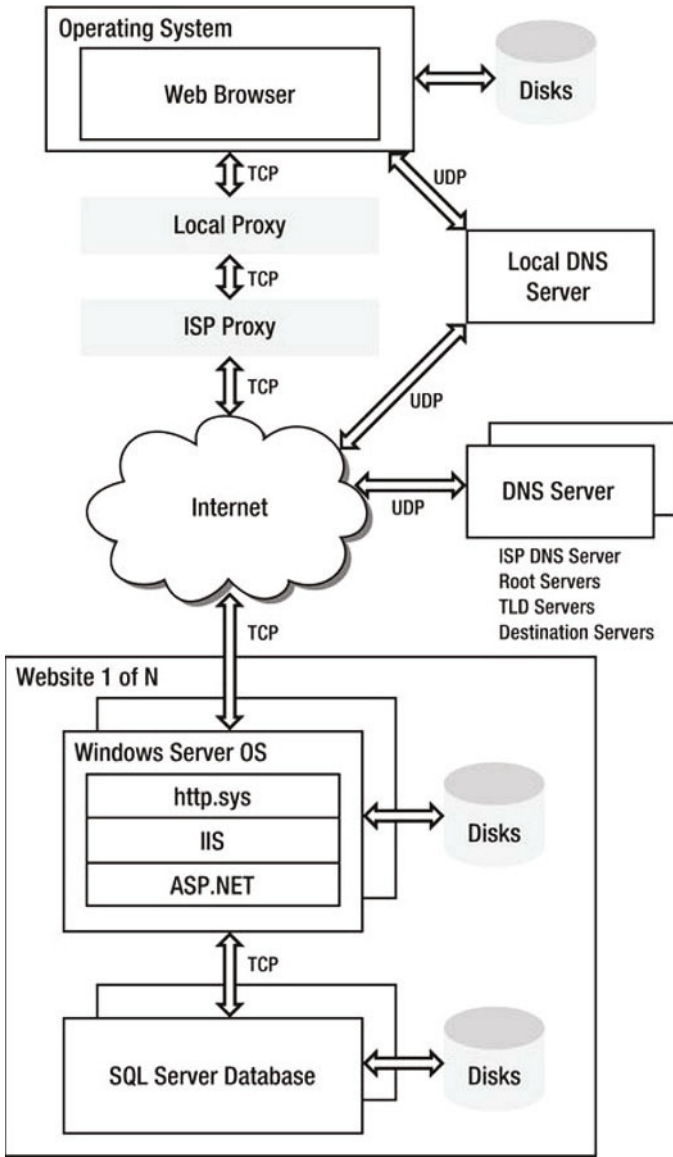 Operating System
Web Browser
Disks
TCP
UDP
Local Proxy
TCP
Local DNS
Server
ISP Proxy
TCP
UDP
Internet
DNS Server
UDP
ISP DNS Server
Root Servers
TLD Servers
Destination Servers
TCP
Website 1 of N
Windows Server OS
http.sys
IIS
ASP.NET
Disks
TCP
SQL Server Database
Disks